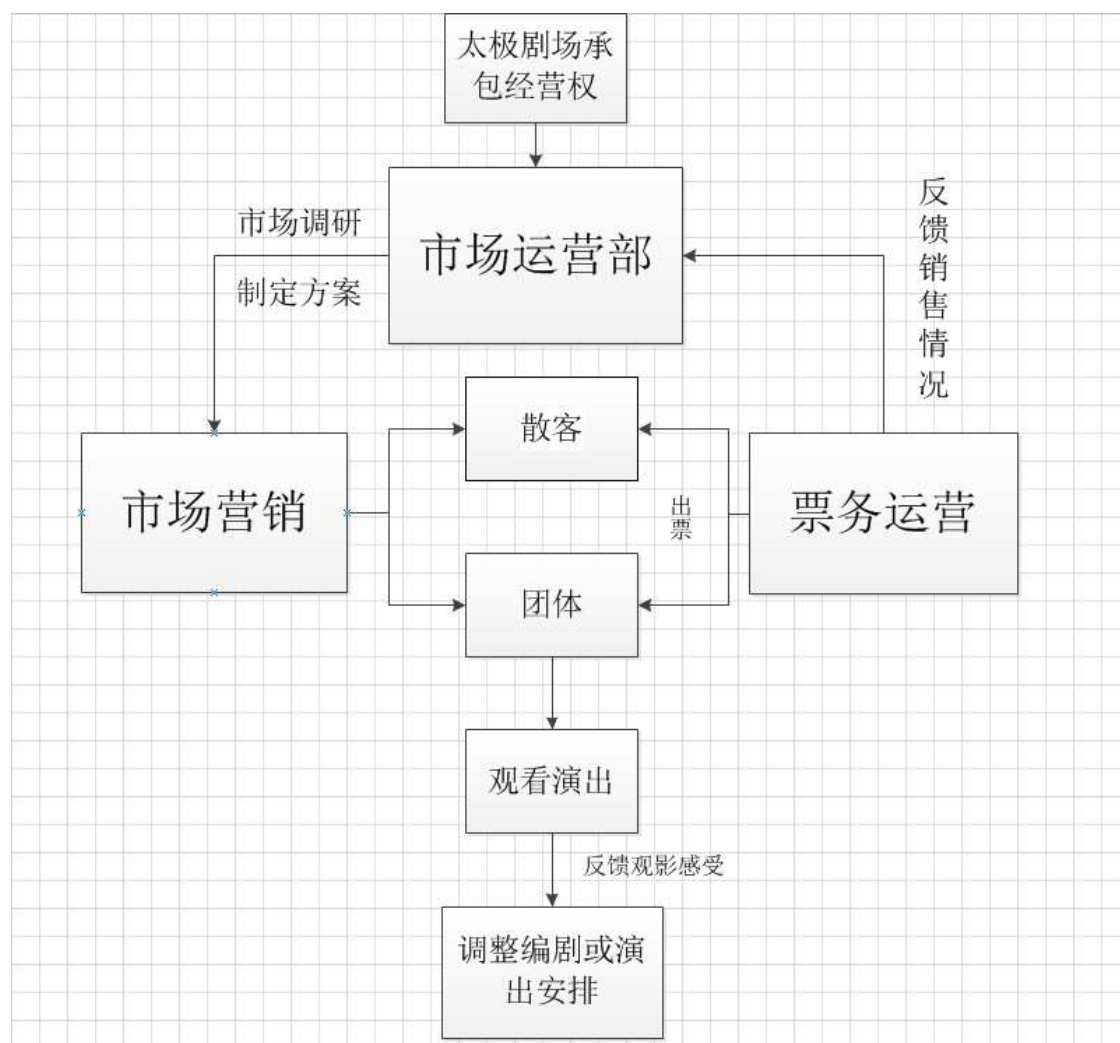 太极剧场承
包经营权
市场调研
市场运营部
制定方案
反馈销售情况
散客
市场营销
出票
票务运营
团体
观看演出
反馈观影感受
调整编剧或演
出安排